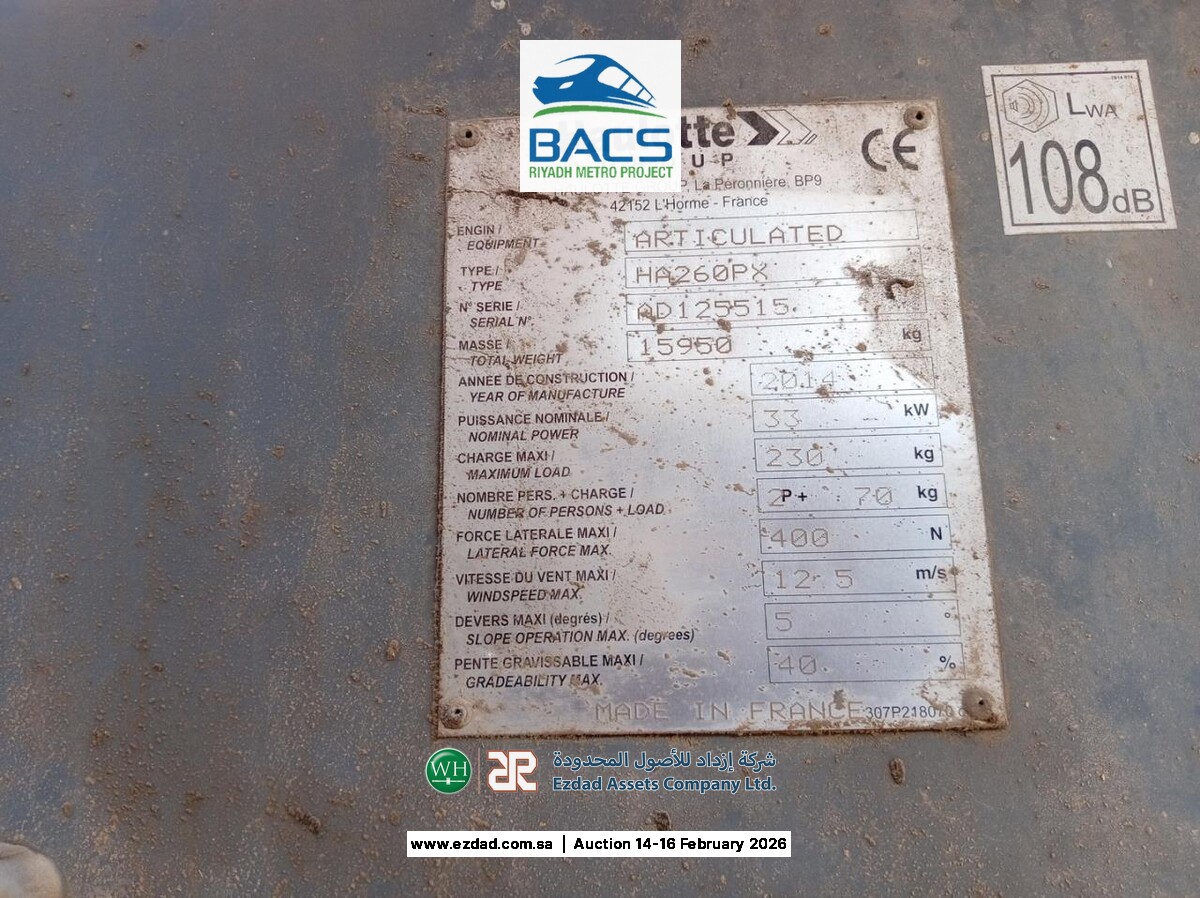 BACS
RIYADH METRO PROJECT
tte
U P
P, La Péronnière, BP9
42152 L'Horme - France
CE
LWA
108dB
ENGIN / EQUIPMENT ARTICULATED
TYPE / TYPE HA260PX
N° SERIE / SERIAL N°. AD125515
MASSE / TOTAL WEIGHT 15950 kg
ANNEE DE CONSTRUCTION / YEAR OF MANUFACTURE 2014
PUISSANCE NOMINALE / NOMINAL POWER 33 kW
CHARGE MAXI / MAXIMUM LOAD 230 kg
NOMBRE PERS. + CHARGE / NUMBER OF PERSONS + LOAD 2 P + 70 kg
FORCE LATERALE MAXI / LATERAL FORCE MAX. 400 N
VITESSE DU VENT MAXI / WINDSPEED MAX. 12.5 m/s
DEVERS MAXI (degrés) / SLOPE OPERATION MAX. (degrees) 5 °
PENTE GRAVISSABLE MAXI / GRADEABILITY MAX. 40 %
MADE IN FRANCE 307P218070
WH
شركة إزداد للأصول المحدودة
Ezdad Assets Company Ltd.
www.ezdad.com.sa | Auction 14-16 February 2026